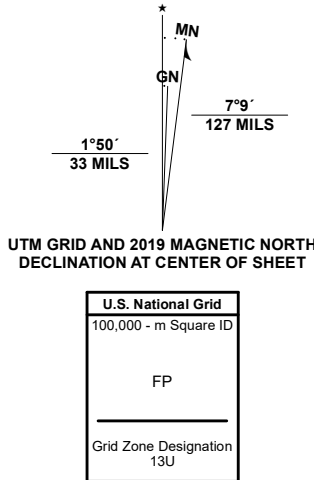 ★
MN
GN
7°9´
127 MILS
1°50´
33 MILS
UTM GRID AND 2019 MAGNETIC NORTH
DECLINATION AT CENTER OF SHEET
U.S. National Grid
100,000 - m Square ID
FP
Grid Zone Designation
13U